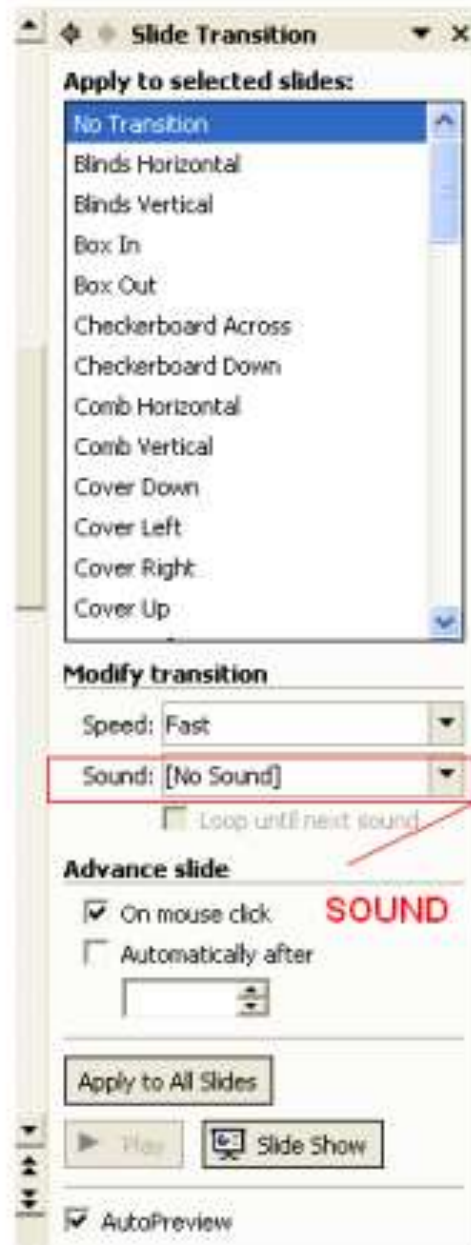 Slide Transition
Apply to selected slides:
No Transition
Blinds Horizontal
Blinds Vertical
Box In
Box Out
Checkerboard Across
Checkerboard Down
Comb Horizontal
Comb Vertical
Cover Down
Cover Left
Cover Right
Cover Up
Modify transition
Speed: Fast
Sound: [No Sound]
Loop until next sound
Advance slide
On mouse click
SOUND
Automatically after
Apply to All Slides
Play
Slide Show
AutoPreview